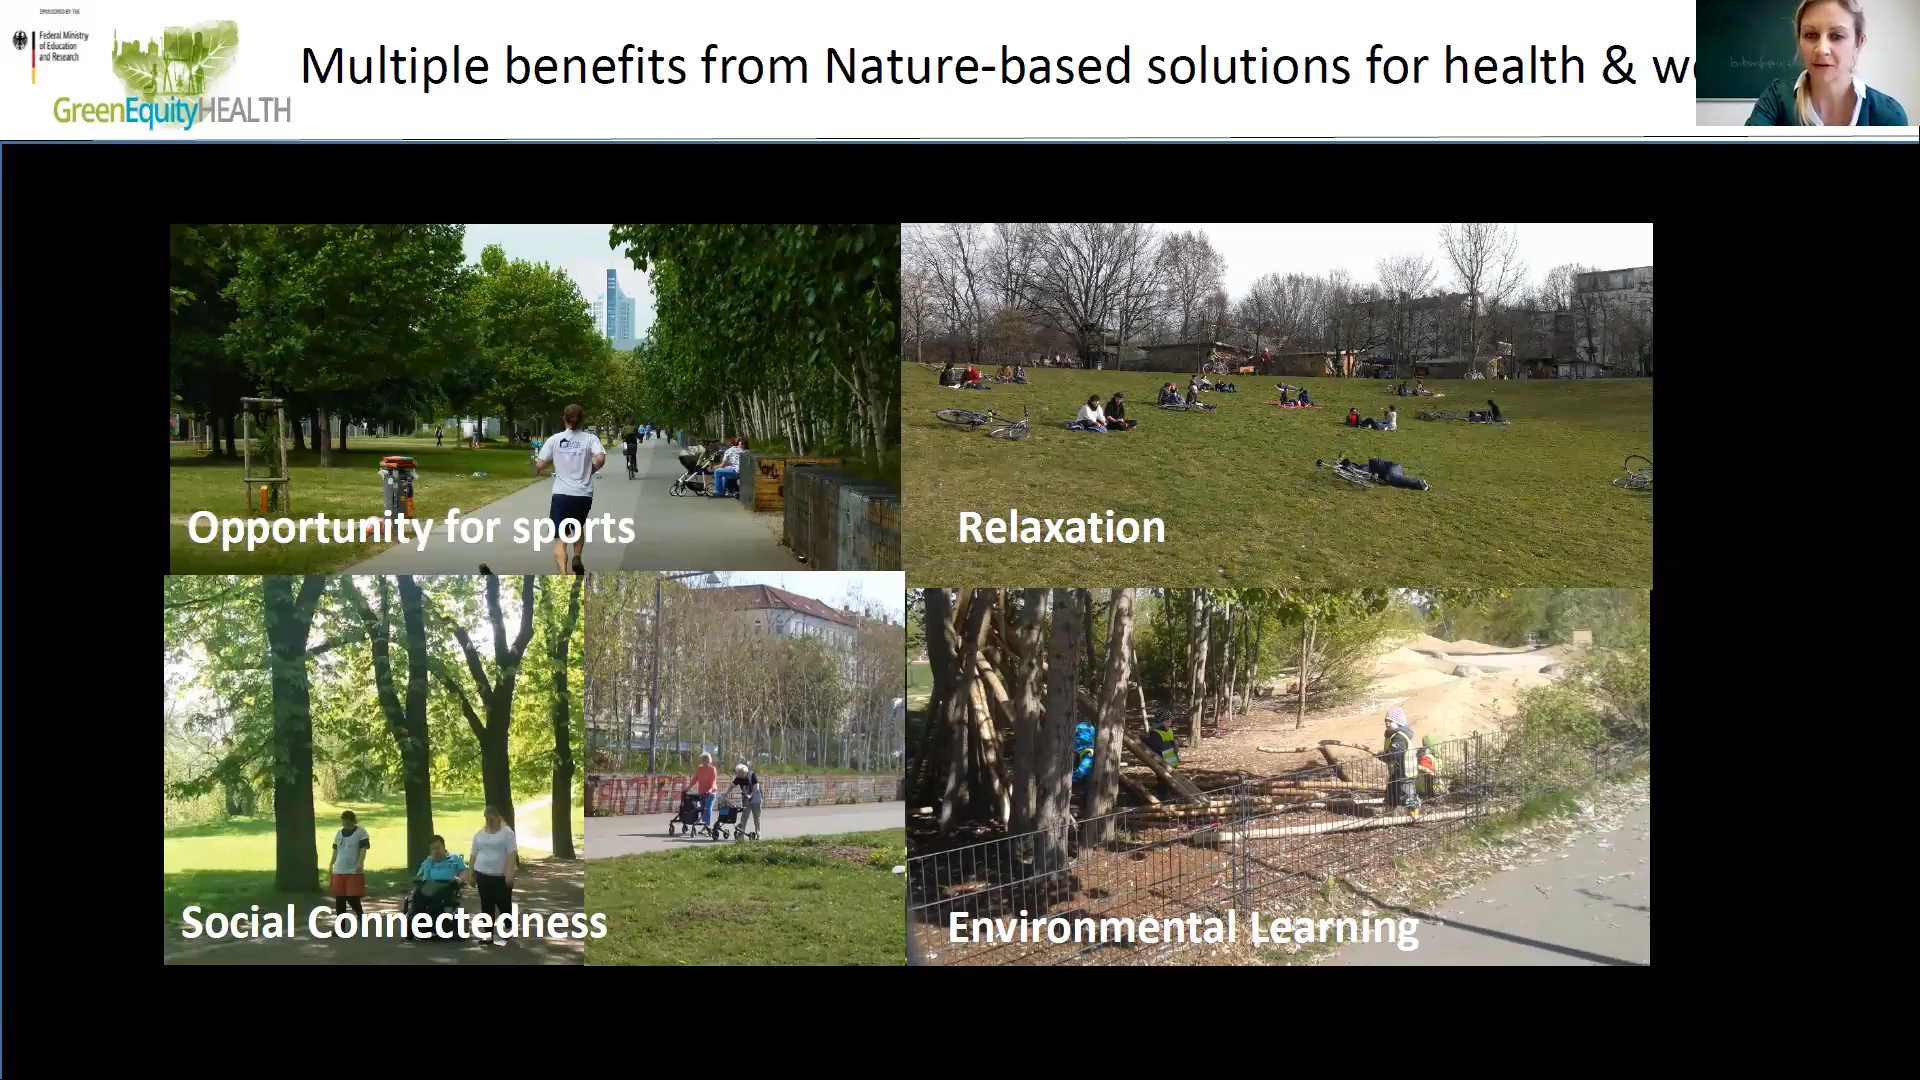 SPONSORED BY THE
Federal Ministry
of Education
and Research
GreenEquityHEALTH
Multiple benefits from Nature-based solutions for health & we
Opportunity for sports
Relaxation
Social Connectedness
Environmental Learning